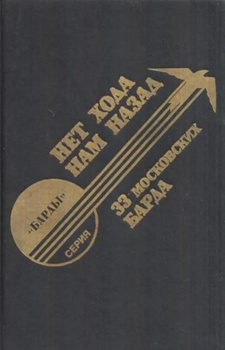 НЕТ ХОДА
НАМ НАЗАД
33 МОСКОВСКИХ
БАРДА
"БАРДЫ"
СЕРИЯ